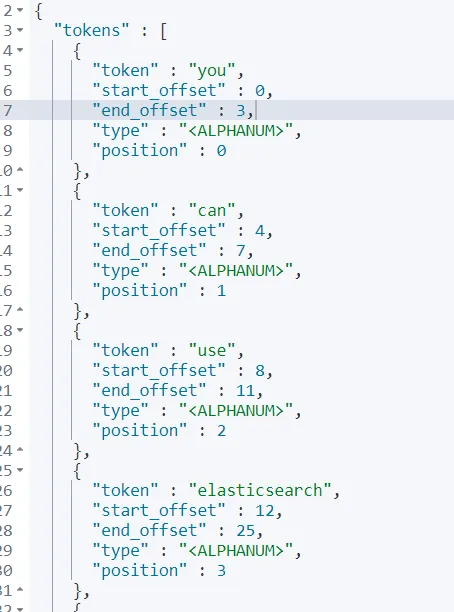 2 {
3 "tokens" : [
4 {
5 "token" : "you",
6 "start_offset" : 0,
7 "end_offset" : 3,
8 "type" : "<ALPHANUM>",
9 "position" : 0
10 },
11 {
12 "token" : "can",
13 "start_offset" : 4,
14 "end_offset" : 7,
15 "type" : "<ALPHANUM>",
16 "position" : 1
17 },
18 {
19 "token" : "use",
20 "start_offset" : 8,
21 "end_offset" : 11,
22 "type" : "<ALPHANUM>",
23 "position" : 2
24 },
25 {
26 "token" : "elasticsearch",
27 "start_offset" : 12,
28 "end_offset" : 25,
29 "type" : "<ALPHANUM>",
30 "position" : 3
31 },
32 {